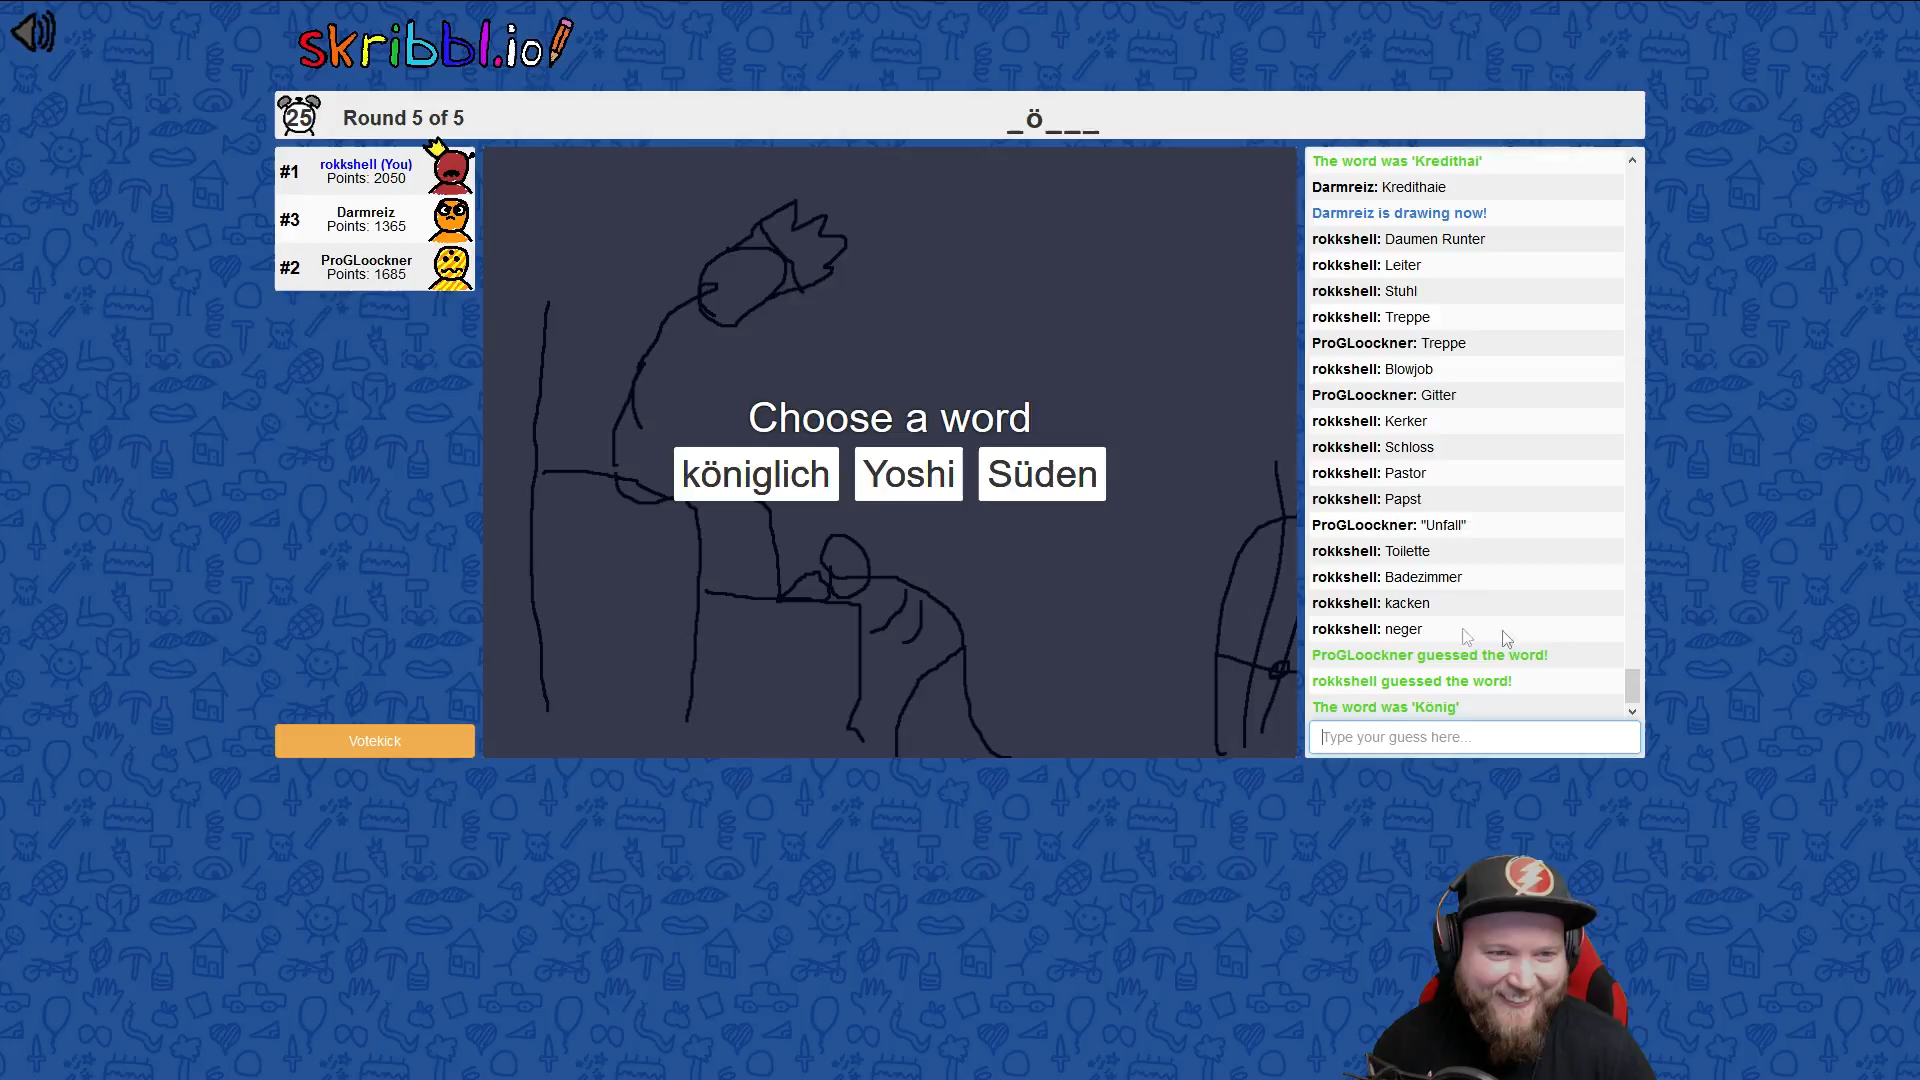 skribbl.io
25
Round 5 of 5
_ö___
#1
rokkshell (You)
Points: 2050
#3
Darmreiz
Points: 1365
#2
ProGLoockner
Points: 1685
Votekick
Choose a word
königlich
Yoshi
Süden
The word was 'Kredithai'
Darmreiz: Kredithaie
Darmreiz is drawing now!
rokkshell: Daumen Runter
rokkshell: Leiter
rokkshell: Stuhl
rokkshell: Treppe
ProGLoockner: Treppe
rokkshell: Blowjob
ProGLoockner: Gitter
rokkshell: Kerker
rokkshell: Schloss
rokkshell: Pastor
rokkshell: Papst
ProGLoockner: "Unfall"
rokkshell: Toilette
rokkshell: Badezimmer
rokkshell: kacken
rokkshell: neger
ProGLoockner guessed the word!
rokkshell guessed the word!
The word was 'König'
Type your guess here...